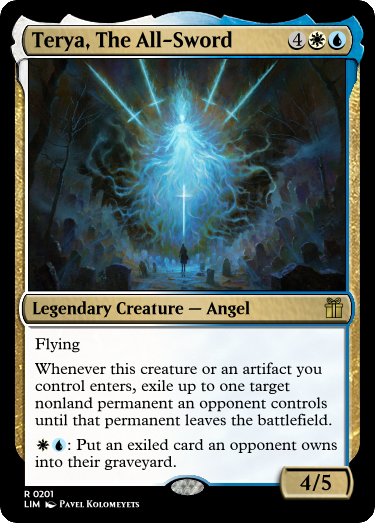 Terya, The All-Sword 4
Legendary Creature — Angel
Flying
Whenever this creature or an artifact you
control enters, exile up to one target
nonland permanent an opponent controls
until that permanent leaves the battlefield.
: Put an exiled card an opponent owns
into their graveyard.
4/5
R 0201
LIM Pavel Kolomeyets